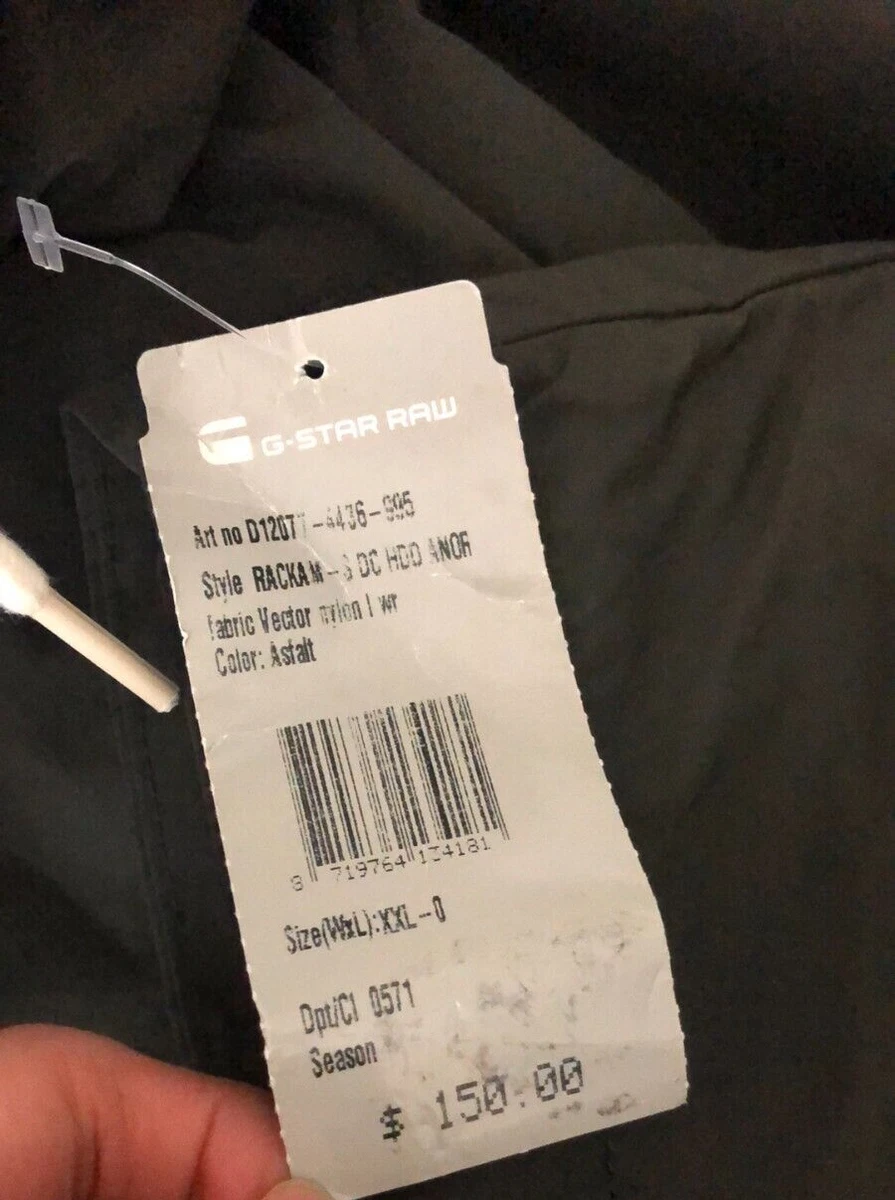 G-STAR RAW
Art no D12077-4436-995
Style RACKAM-S DC HDD ANOR
Fabric Vector nylon l wr
Color: Asfalt
8 719764 134181
Size(WxL):XXL-0
Dpt/Cl 0571
Season
$ 150.00